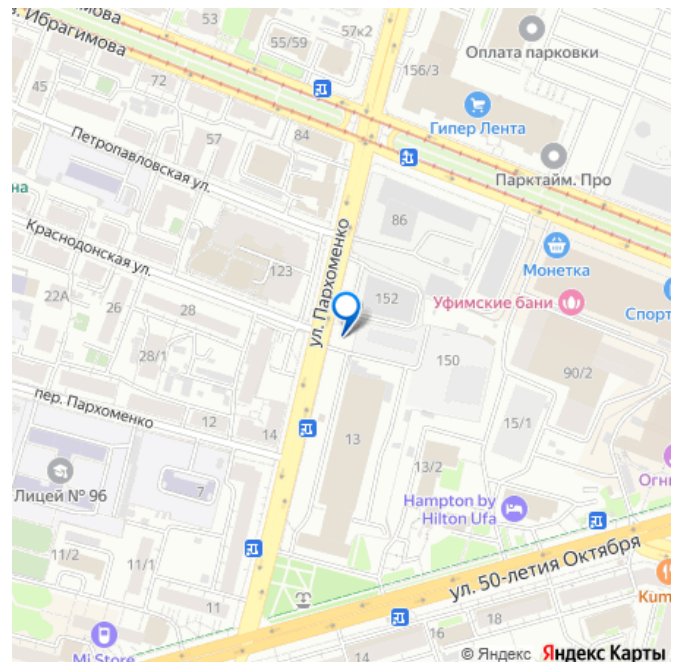 53
57к2
55/59
. Ибрагимова
Оплата парковки
156/3
72
45
Гипер Лента
57
84
Петропавловская ул.
Парктайм. Про
на
86
Краснодонская ул.
ул. Пархоменко
Монетка
123
22А
26
28
152
Уфимские бани
Спорт
28/1
150
90/2
пер. Пархоменко
12
14
13
15/1
7
13/2
Лицей № 96
Hampton by
Hilton Ufa
Огн
11/2
11/1
11
ул. 50-летия Октября
Kum
18
16
14
Mi Store
© Яндекс Яндекс Карты